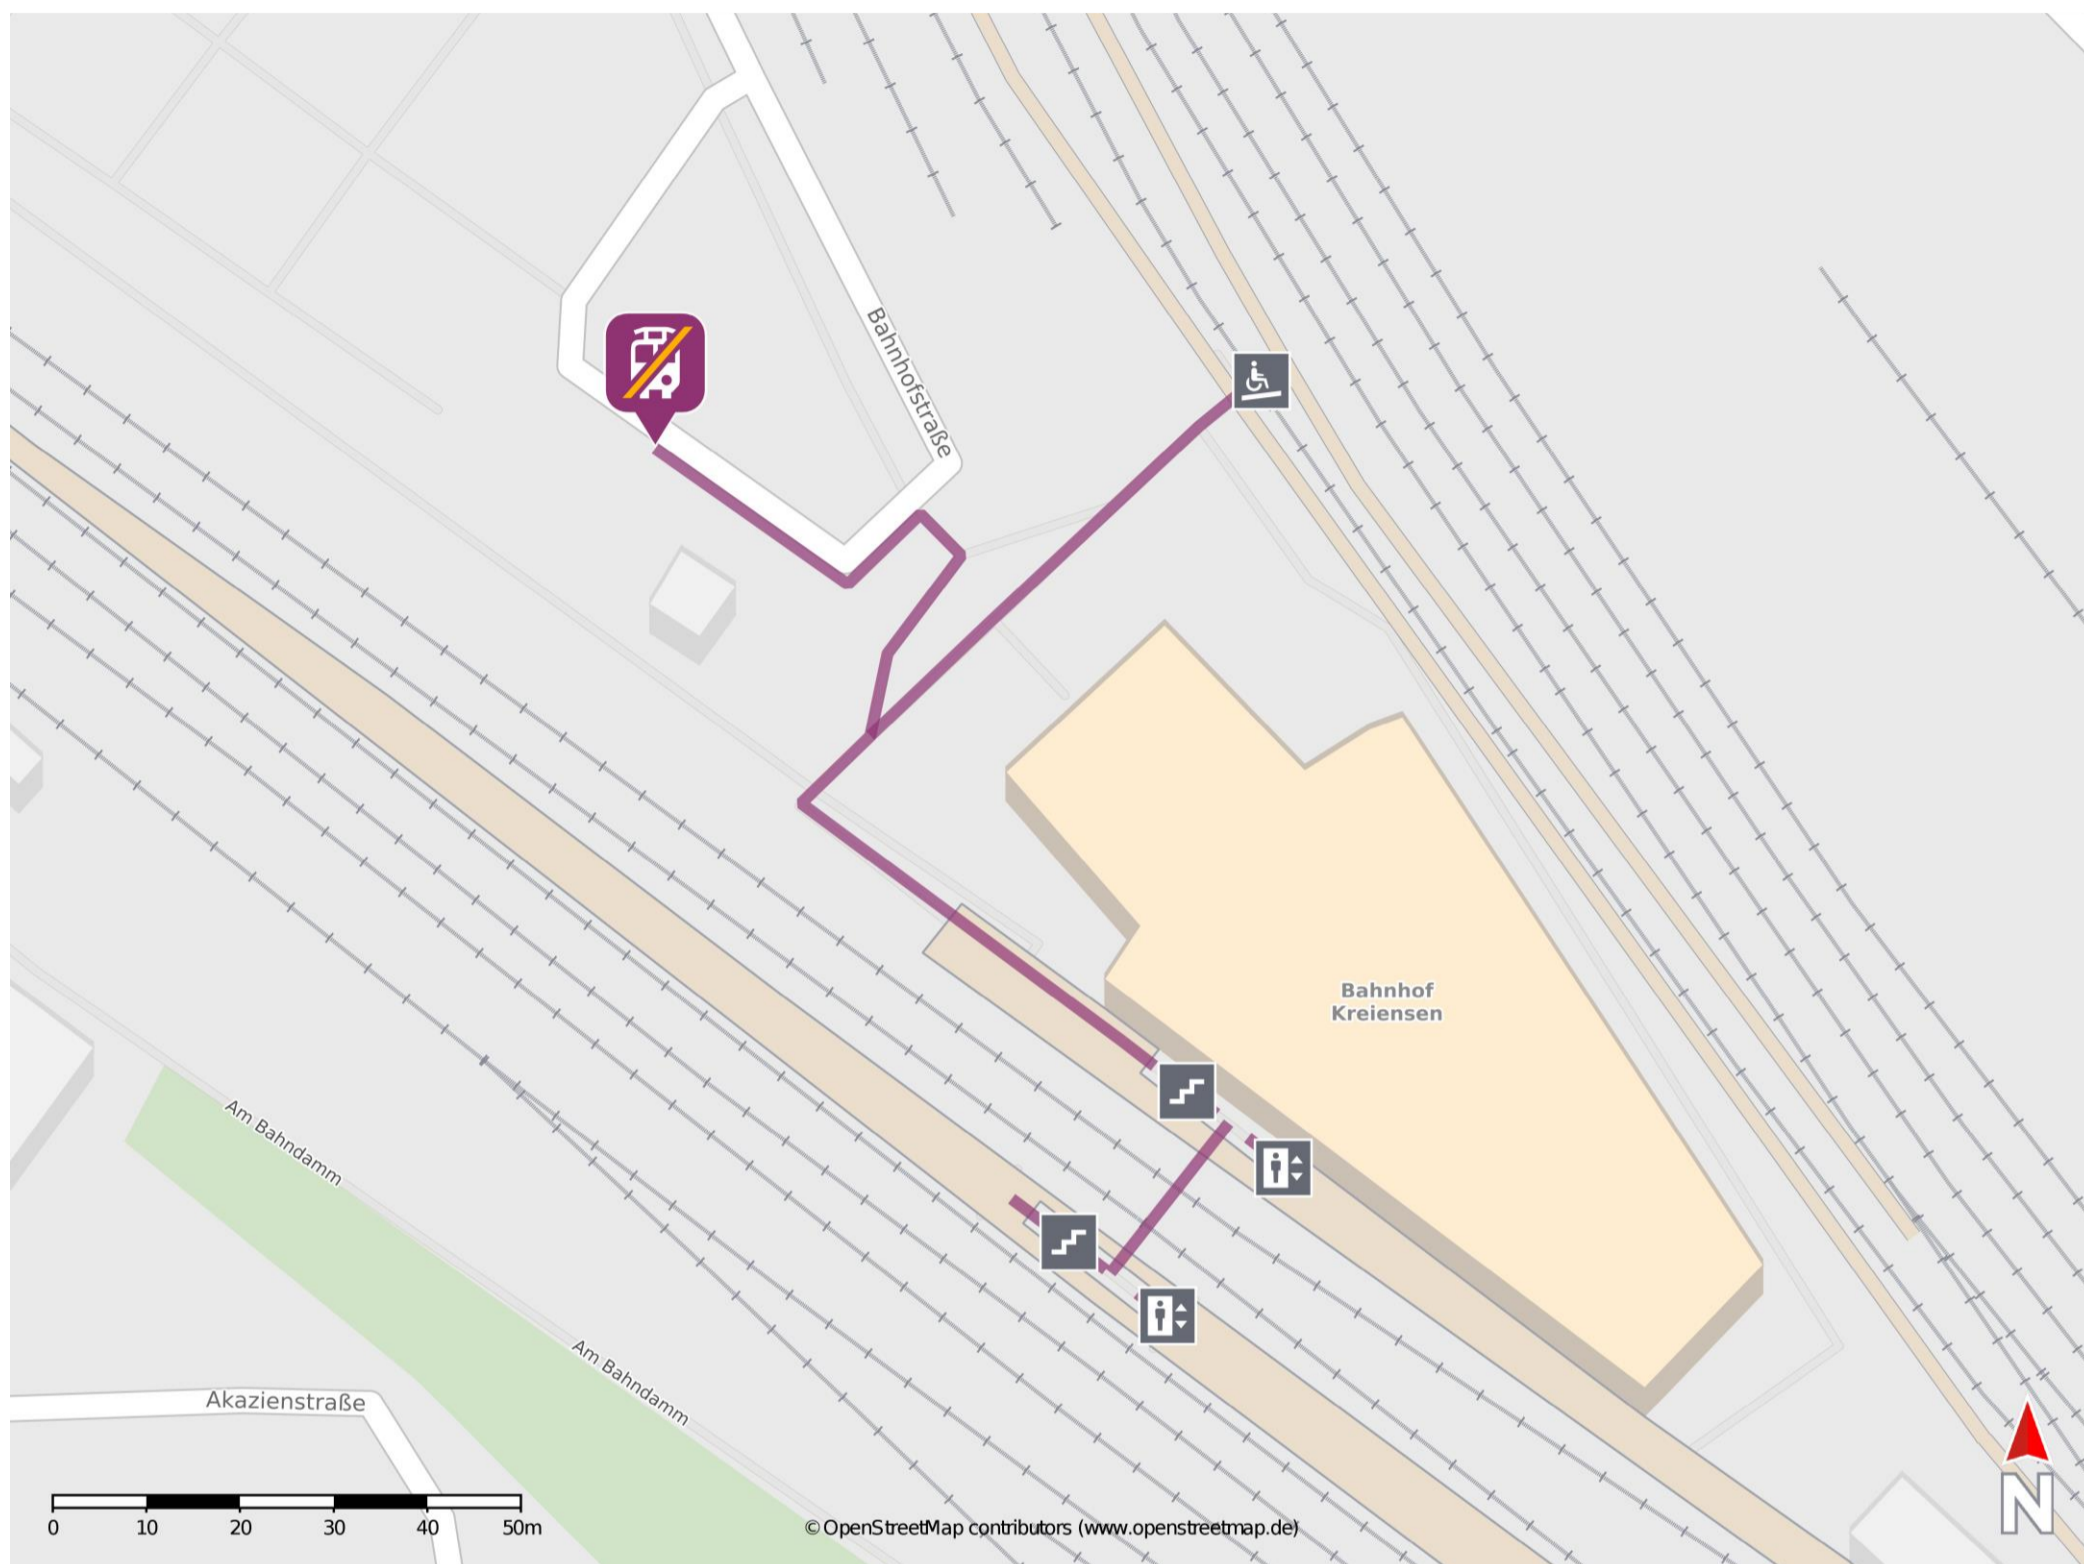 Bahnhofstraße
Bahnhof
Kreiensen
Am Bahndamm
Am Bahndamm
Akazienstraße
0 10 20 30 40 50m
© OpenStreetMap contributors (www.openstreetmap.de)
N